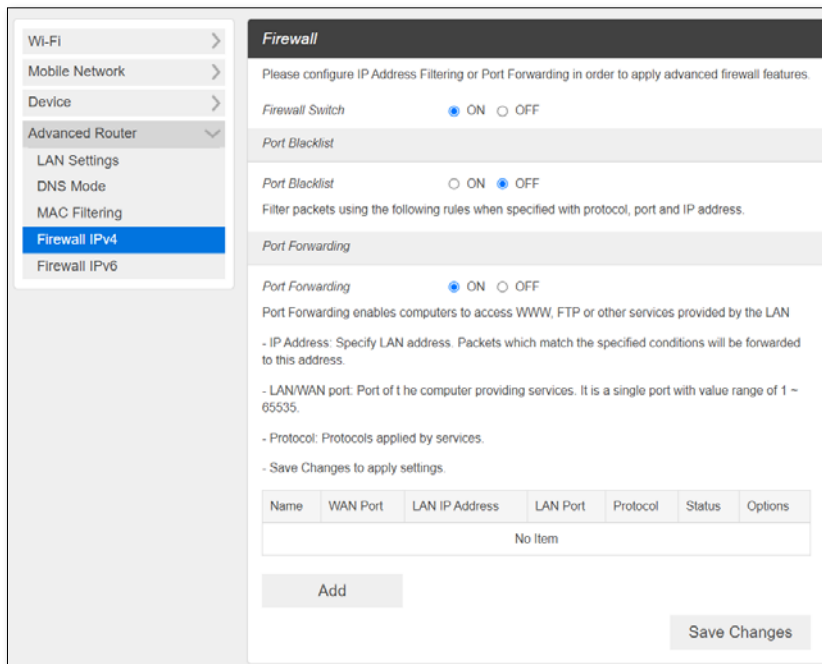 Wi-Fi
Mobile Network
Device
Advanced Router
LAN Settings
DNS Mode
MAC Filtering
Firewall IPv4
Firewall IPv6
Firewall
Please configure IP Address Filtering or Port Forwarding in order to apply advanced firewall features.
Firewall Switch ON OFF
Port Blacklist
Port Blacklist ON OFF
Filter packets using the following rules when specified with protocol, port and IP address.
Port Forwarding
Port Forwarding ON OFF
Port Forwarding enables computers to access WWW, FTP or other services provided by the LAN
- IP Address: Specify LAN address. Packets which match the specified conditions will be forwarded
to this address.
- LAN/WAN port: Port of t he computer providing services. It is a single port with value range of 1 ~
65535.
- Protocol: Protocols applied by services.
- Save Changes to apply settings.
Name WAN Port LAN IP Address LAN Port Protocol Status Options
No Item
Add
Save Changes